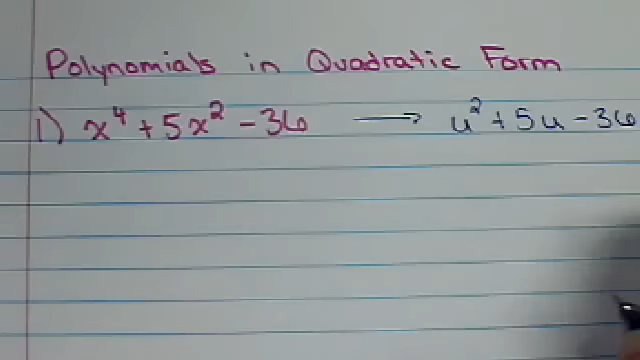 Polynomials in Quadratic Form
1) x⁴ + 5x² - 36 → u² + 5u - 36